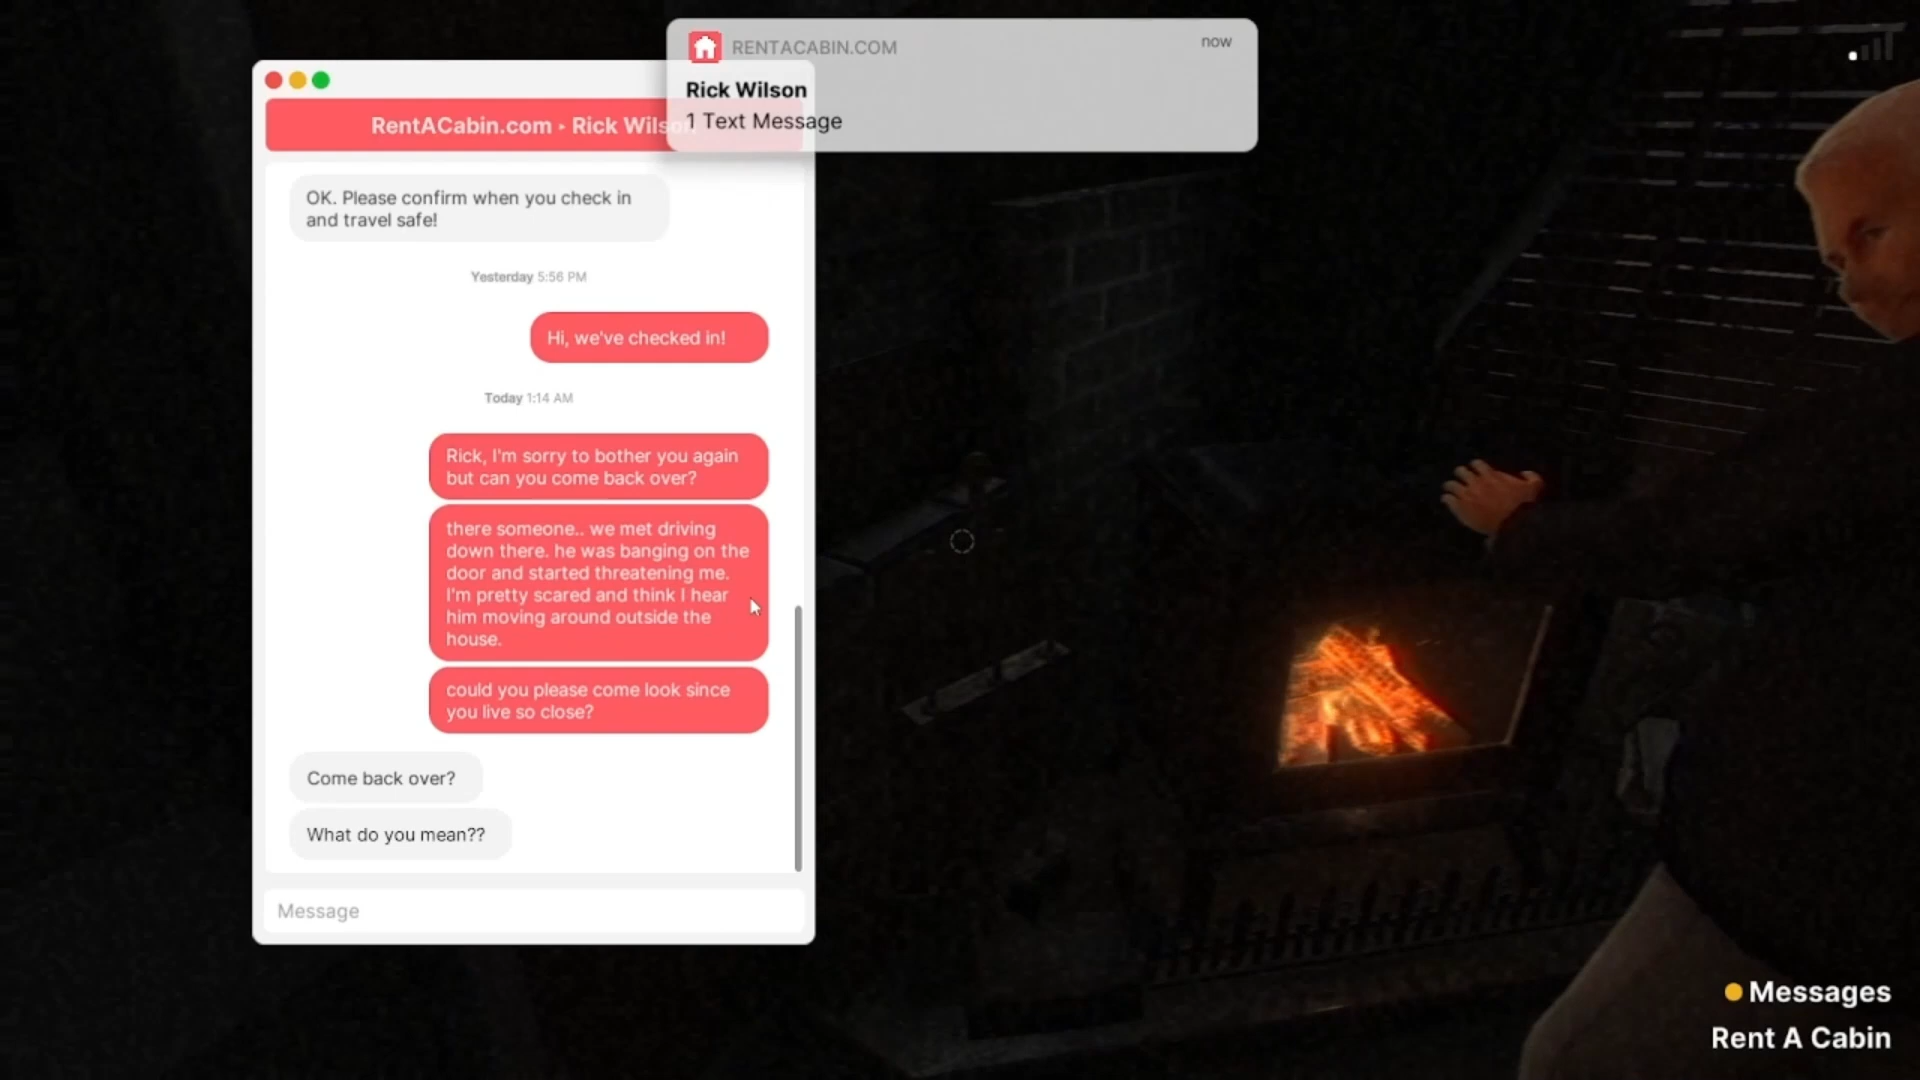 RENTACABIN.COM
now
Rick Wilson
1 Text Message
RentACabin.com • Rick Wilson
OK. Please confirm when you check in
and travel safe!
Yesterday 5:56 PM
Hi, we've checked in!
Today 1:14 AM
Rick, I'm sorry to bother you again
but can you come back over?
there someone.. we met driving
down there. he was banging on the
door and started threatening me.
I'm pretty scared and think I hear
him moving around outside the
house.
could you please come look since
you live so close?
Come back over?
What do you mean??
Message
Messages
Rent A Cabin